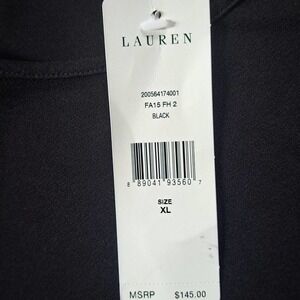 LAUREN
200564174001
FA15 FH 2
BLACK
8 89041 93560 7
SIZE
XL
MSRP $145.00